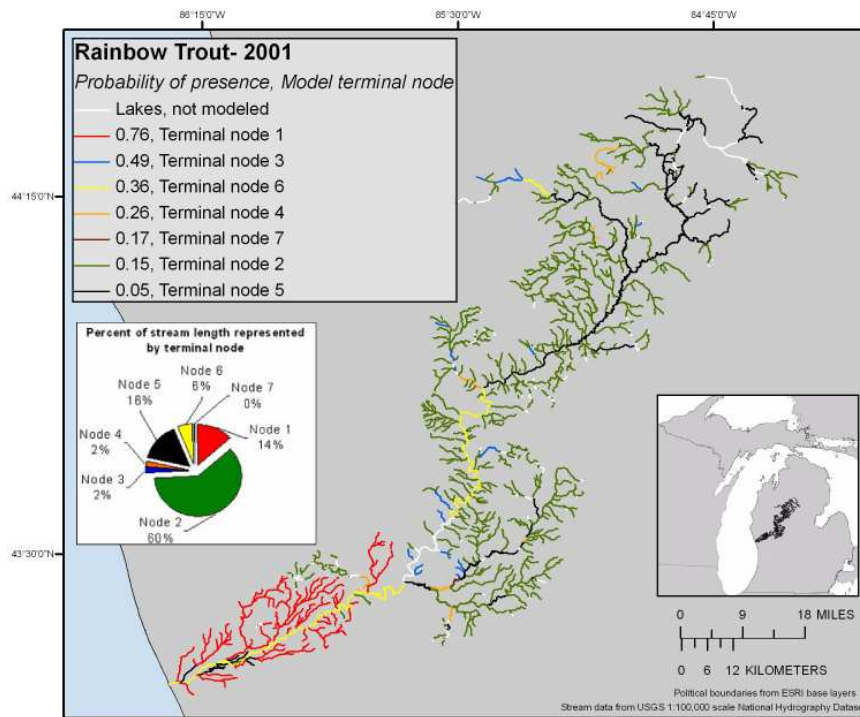 86°15'0"W
85°30'0"W
84°45'0"W
Rainbow Trout- 2001
Probability of presence, Model terminal node
Lakes, not modeled
0.76, Terminal node 1
0.49, Terminal node 3
0.36, Terminal node 6
0.26, Terminal node 4
0.17, Terminal node 7
0.15, Terminal node 2
0.05, Terminal node 5
44°15'0"N
Percent of stream length represented
by terminal node
Node 6
6%
Node 7
0%
Node 5
16%
Node 1
14%
Node 4
2%
Node 3
2%
Node 2
60%
43°30'0"N
0 9 18 MILES
0 6 12 KILOMETERS
Political boundaries from ESRI base layers
Stream data from USGS 1:100,000 scale National Hydrography Datase